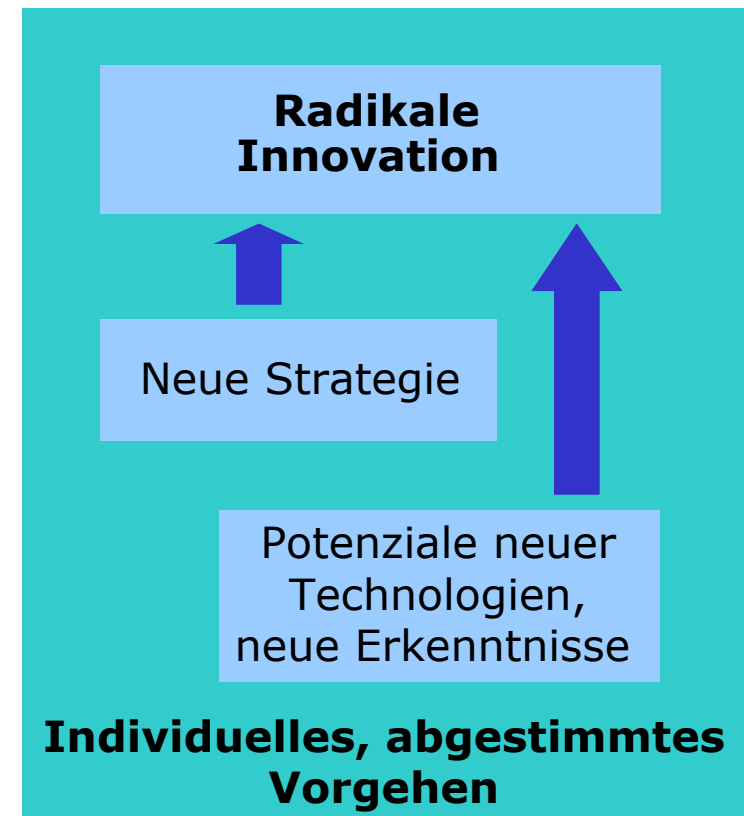 Radikale
Innovation
Neue Strategie
Potenziale neuer
Technologien,
neue Erkenntnisse
Individuelles, abgestimmtes
Vorgehen